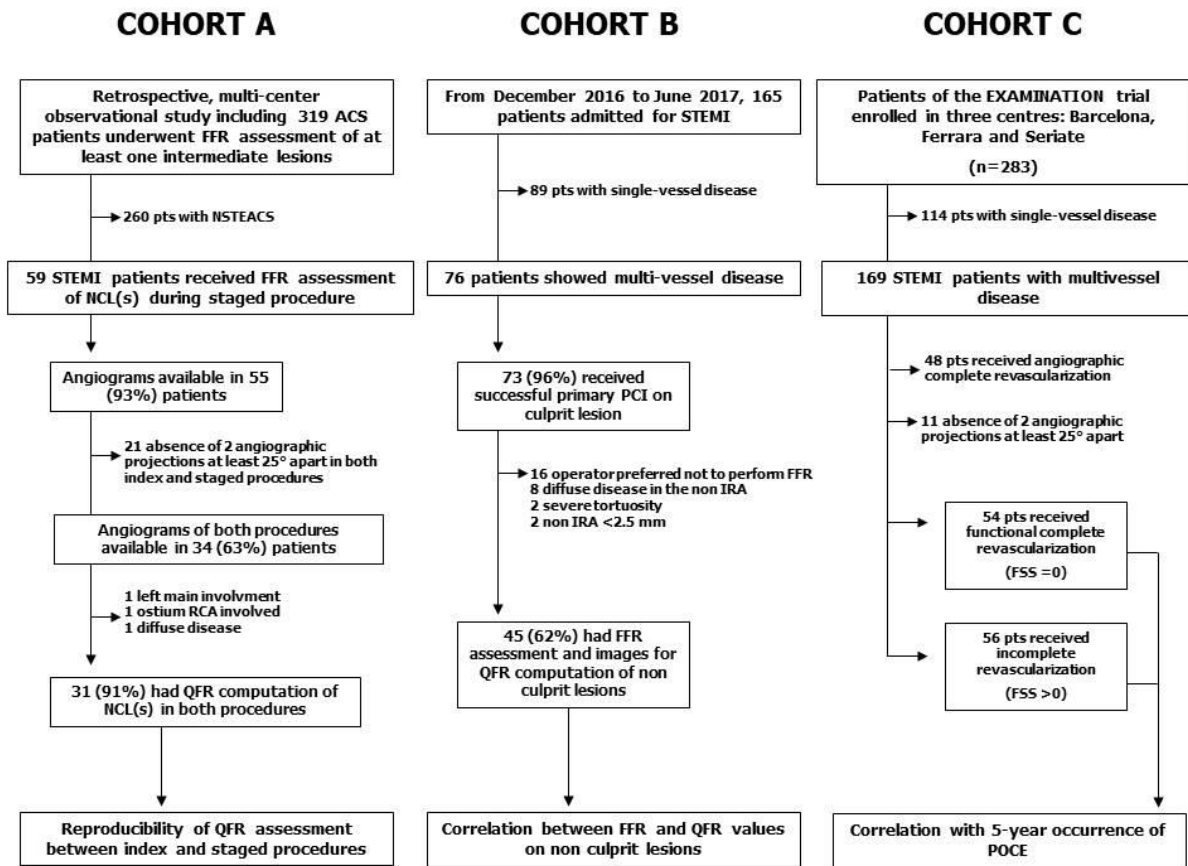 COHORT A
Retrospective, multi-center
observational study including 319 ACS
patients underwent FFR assessment of at
least one intermediate lesions
260 pts with NSTEACS
59 STEMI patients received FFR assessment
of NCL(s) during staged procedure
Angiograms available in 55
(93%) patients
21 absence of 2 angiographic
projections at least 25° apart in both
index and staged procedures
Angiograms of both procedures
available in 34 (63%) patients
1 left main involvment
1 ostium RCA involved
1 diffuse disease
31 (91%) had QFR computation of
NCL(s) in both procedures
Reproducibility of QFR assessment
between index and staged procedures
COHORT B
From December 2016 to June 2017, 165
patients admitted for STEMI
89 pts with single-vessel disease
76 patients showed multi-vessel disease
73 (96%) received
successful primary PCI on
culprit lesion
16 operator preferred not to perform FFR
8 diffuse disease in the non IRA
2 severe tortuosity
2 non IRA <2.5 mm
45 (62%) had FFR
assessment and images for
QFR computation of non
culprit lesions
Correlation between FFR and QFR values
on non culprit lesions
COHORT C
Patients of the EXAMINATION trial
enrolled in three centres: Barcelona,
Ferrara and Seriate
(n=283)
114 pts with single-vessel disease
169 STEMI patients with multivessel
disease
48 pts received angiographic
complete revascularization
11 absence of 2 angiographic
projections at least 25° apart
54 pts received
functional complete
revascularization
(FSS =0)
56 pts received
incomplete
revascularization
(FSS >0)
Correlation with 5-year occurrence of
POCE